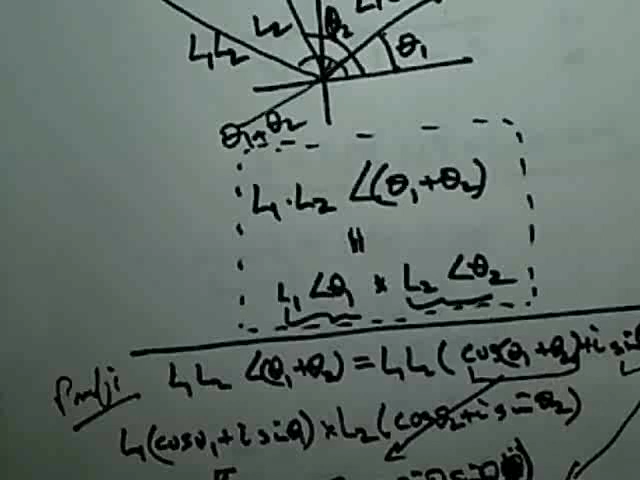 L₂ θ₂
L₁L₂ θ₁
θ₁+θ₂
L₁·L₂ ∠(θ₁+θ₂)
=
L₁ ∠θ₁ × L₂ ∠θ₂
L₁L₂ ∠(θ₁+θ₂) = L₁L₂ (cos(θ₁+θ₂)+i
L₁(cosθ₁+i sinθ₁)×L₂(cosθ₂+i sinθ₂)